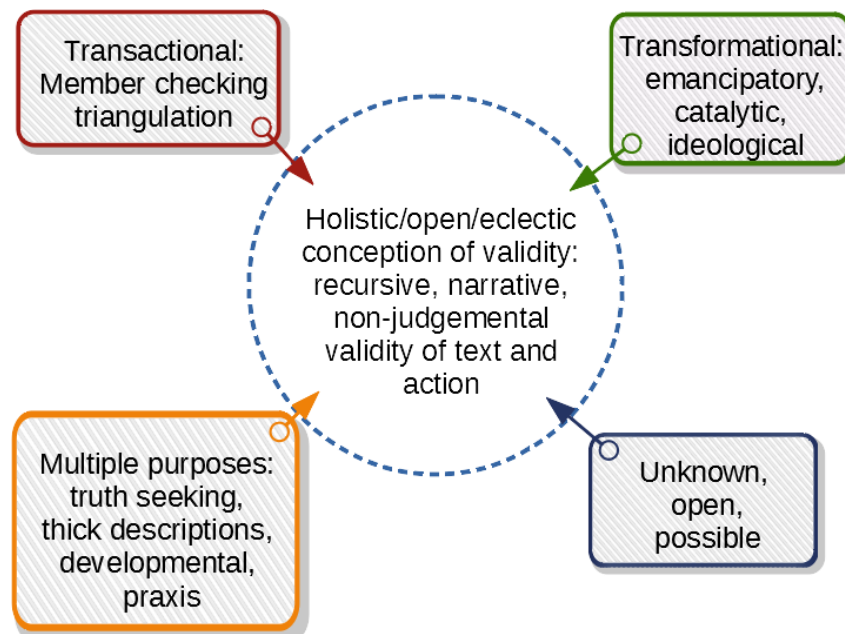 Transactional:
Member checking
triangulation
Transformational:
emancipatory,
catalytic,
ideological
Holistic/open/eclectic
conception of validity:
recursive, narrative,
non-judgemental
validity of text and
action
Multiple purposes:
truth seeking,
thick descriptions,
developmental,
praxis
Unknown,
open,
possible